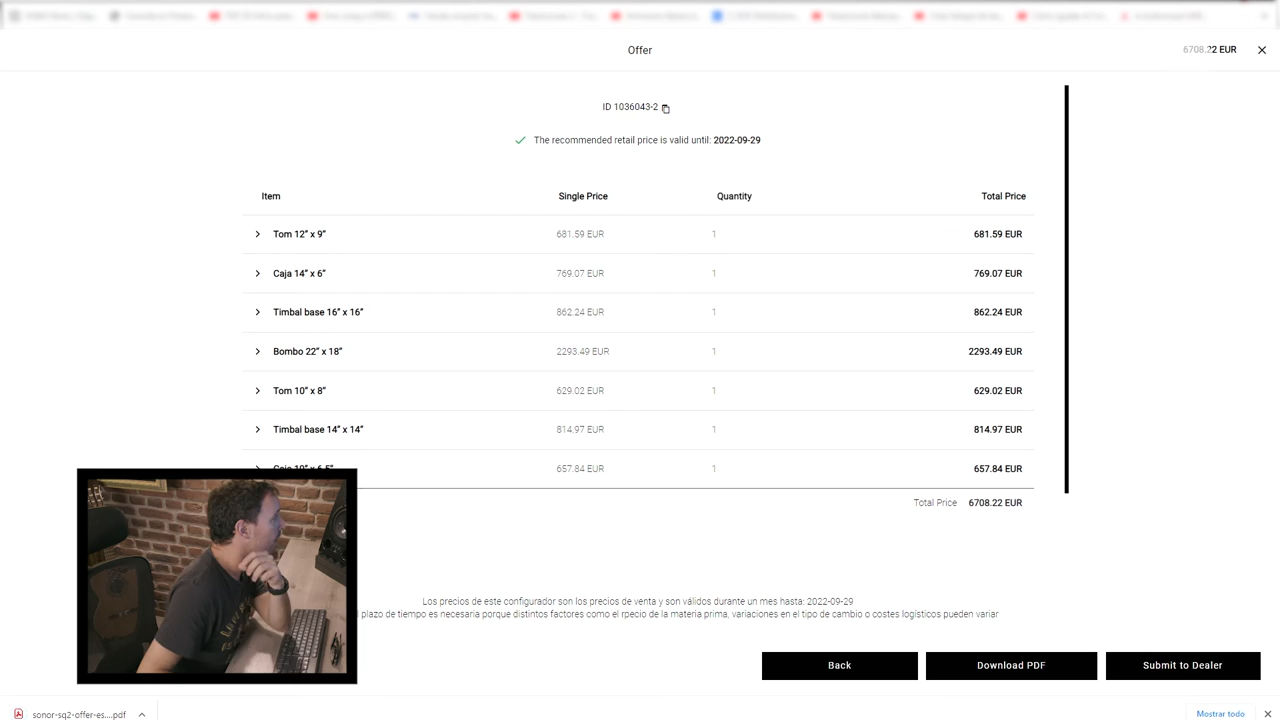 Offer
6708.22 EUR
ID 1036043-2
The recommended retail price is valid until: 2022-09-29
Item Single Price Quantity Total Price
Tom 12” x 9” 681.59 EUR 1 681.59 EUR
Caja 14” x 6” 769.07 EUR 1 769.07 EUR
Timbal base 16” x 16” 862.24 EUR 1 862.24 EUR
Bombo 22” x 18” 2293.49 EUR 1 2293.49 EUR
Tom 10” x 8” 629.02 EUR 1 629.02 EUR
Timbal base 14” x 14” 814.97 EUR 1 814.97 EUR
657.84 EUR 1 657.84 EUR
Total Price 6708.22 EUR
Los precios de este configurador son los precios de venta y son válidos durante un mes hasta: 2022-09-29
plazo de tiempo es necesaria porque distintos factores como el rpecio de la materia prima, variaciones en el tipo de cambio o costes logísticos pueden variar
Back Download PDF Submit to Dealer
sonor-sq2-offer-es....pdf
Mostrar todo